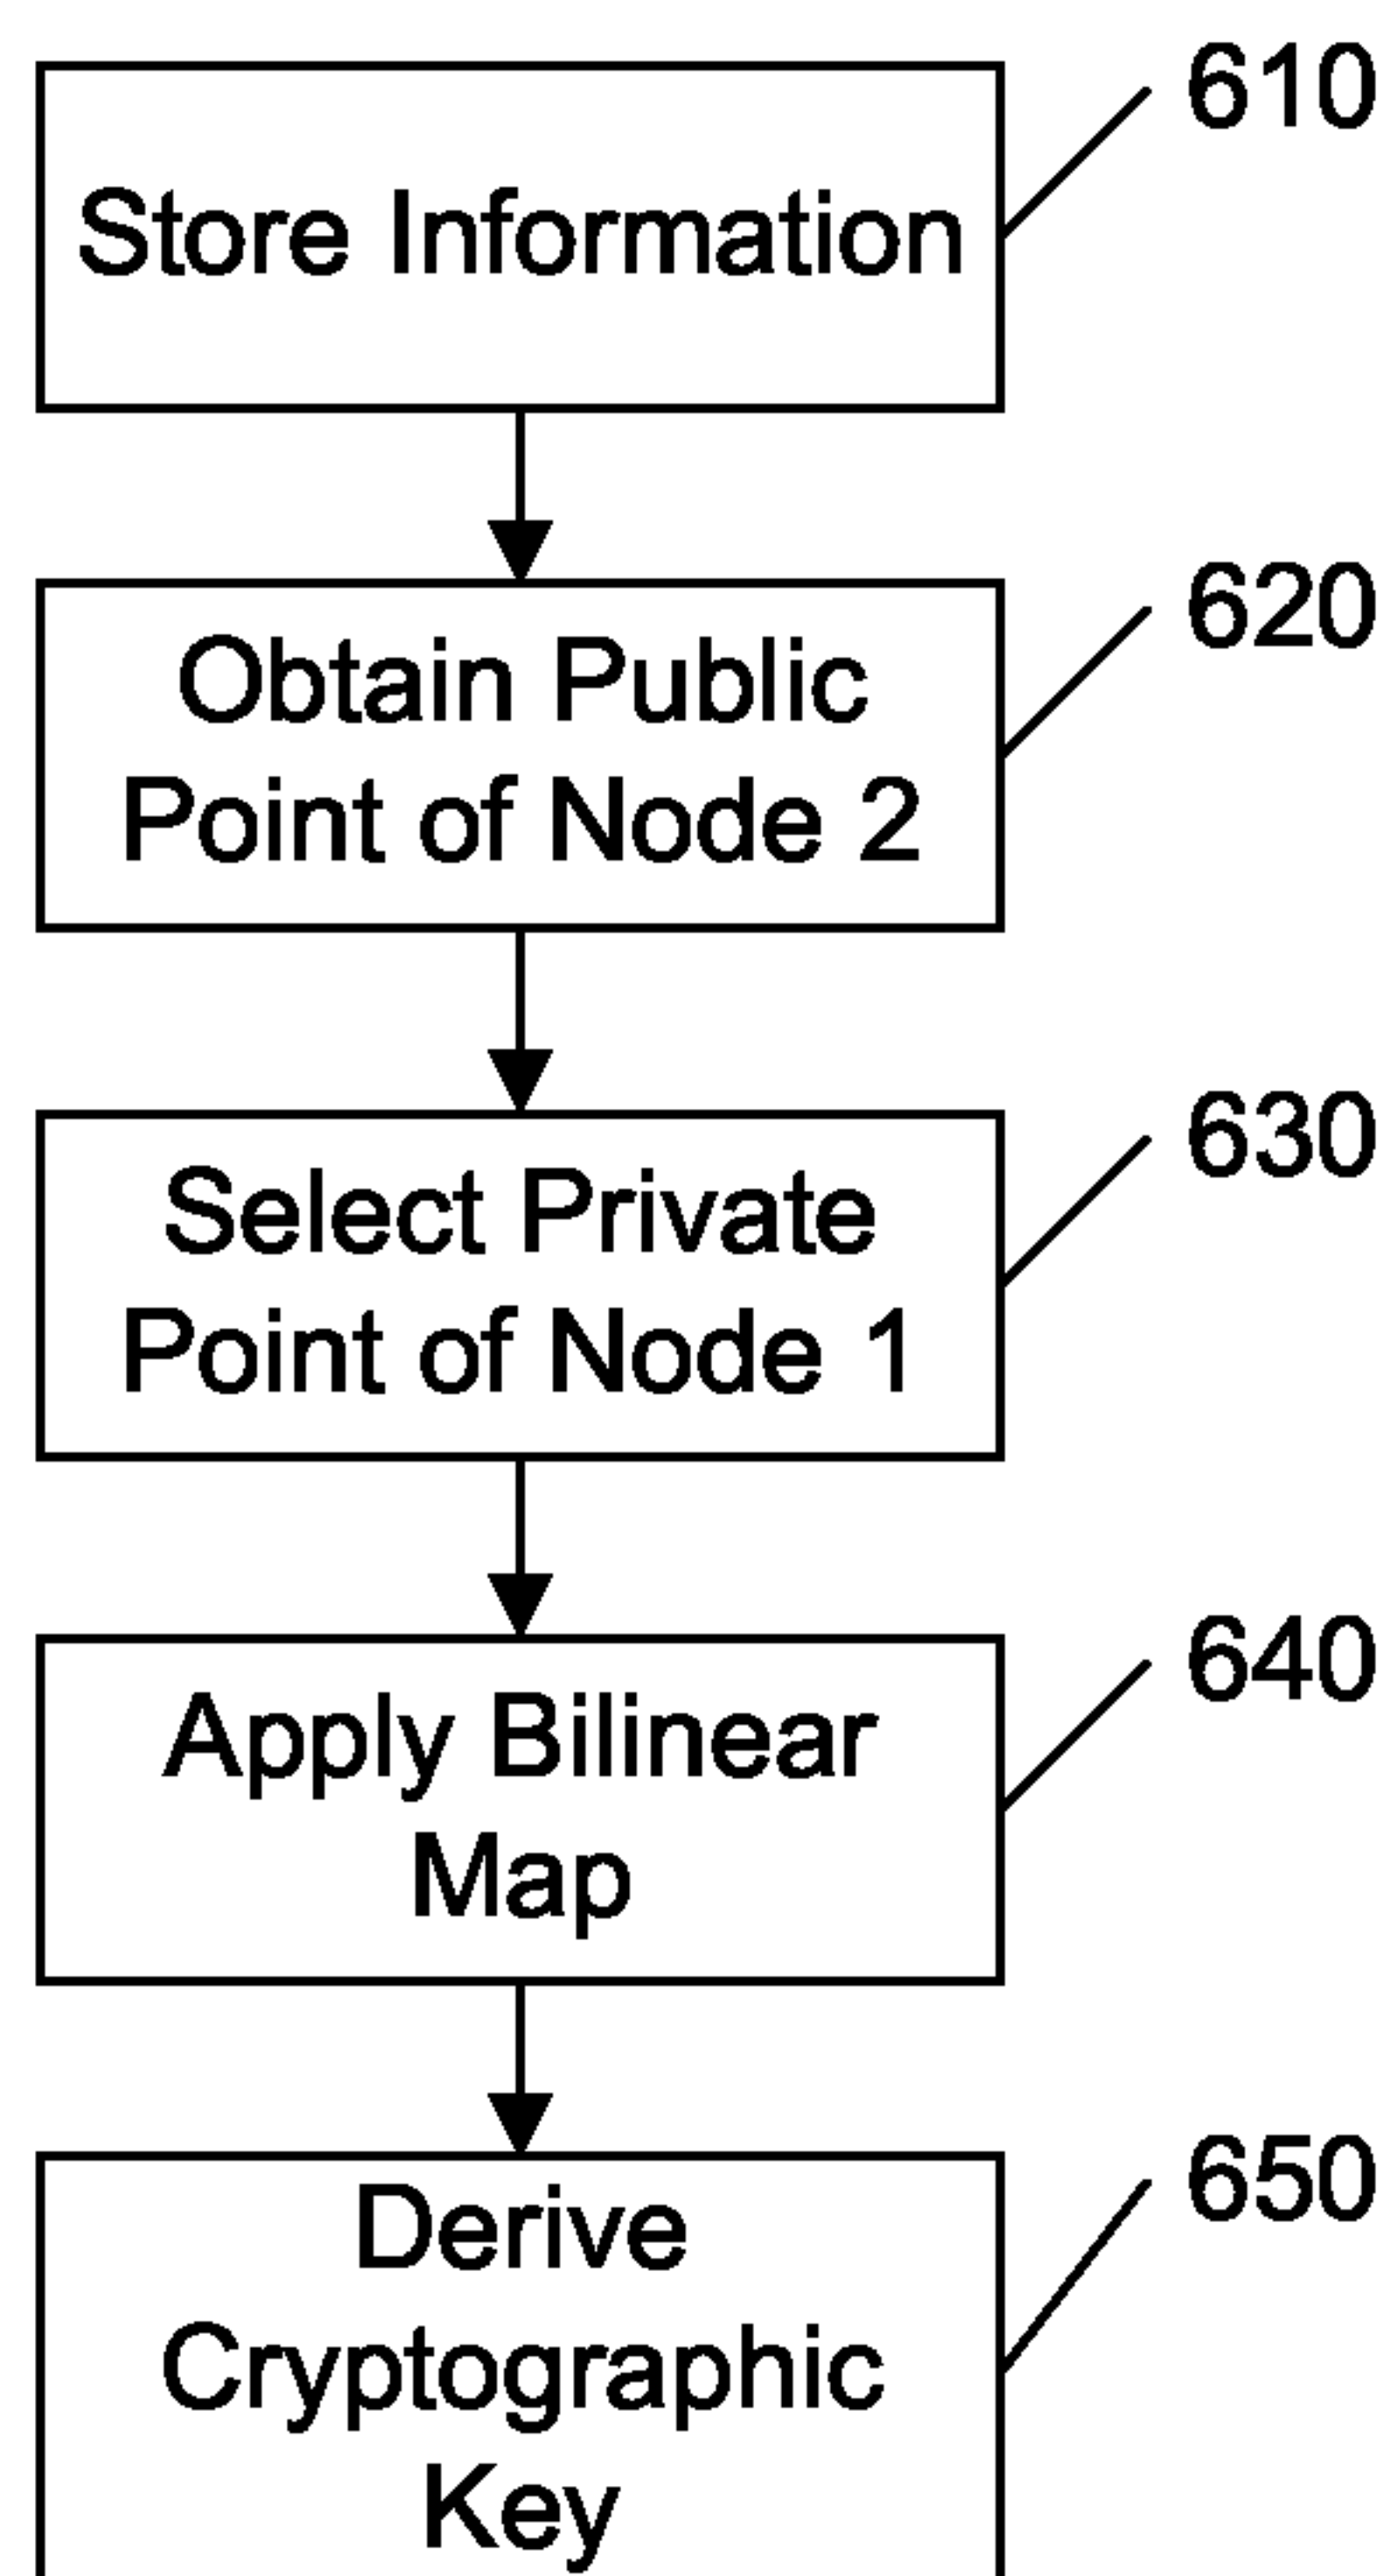 610
Store Information
620
Obtain Public
Point of Node 2
630
Select Private
Point of Node 1
640
Apply Bilinear
Map
650
Derive
Cryptographic
Key